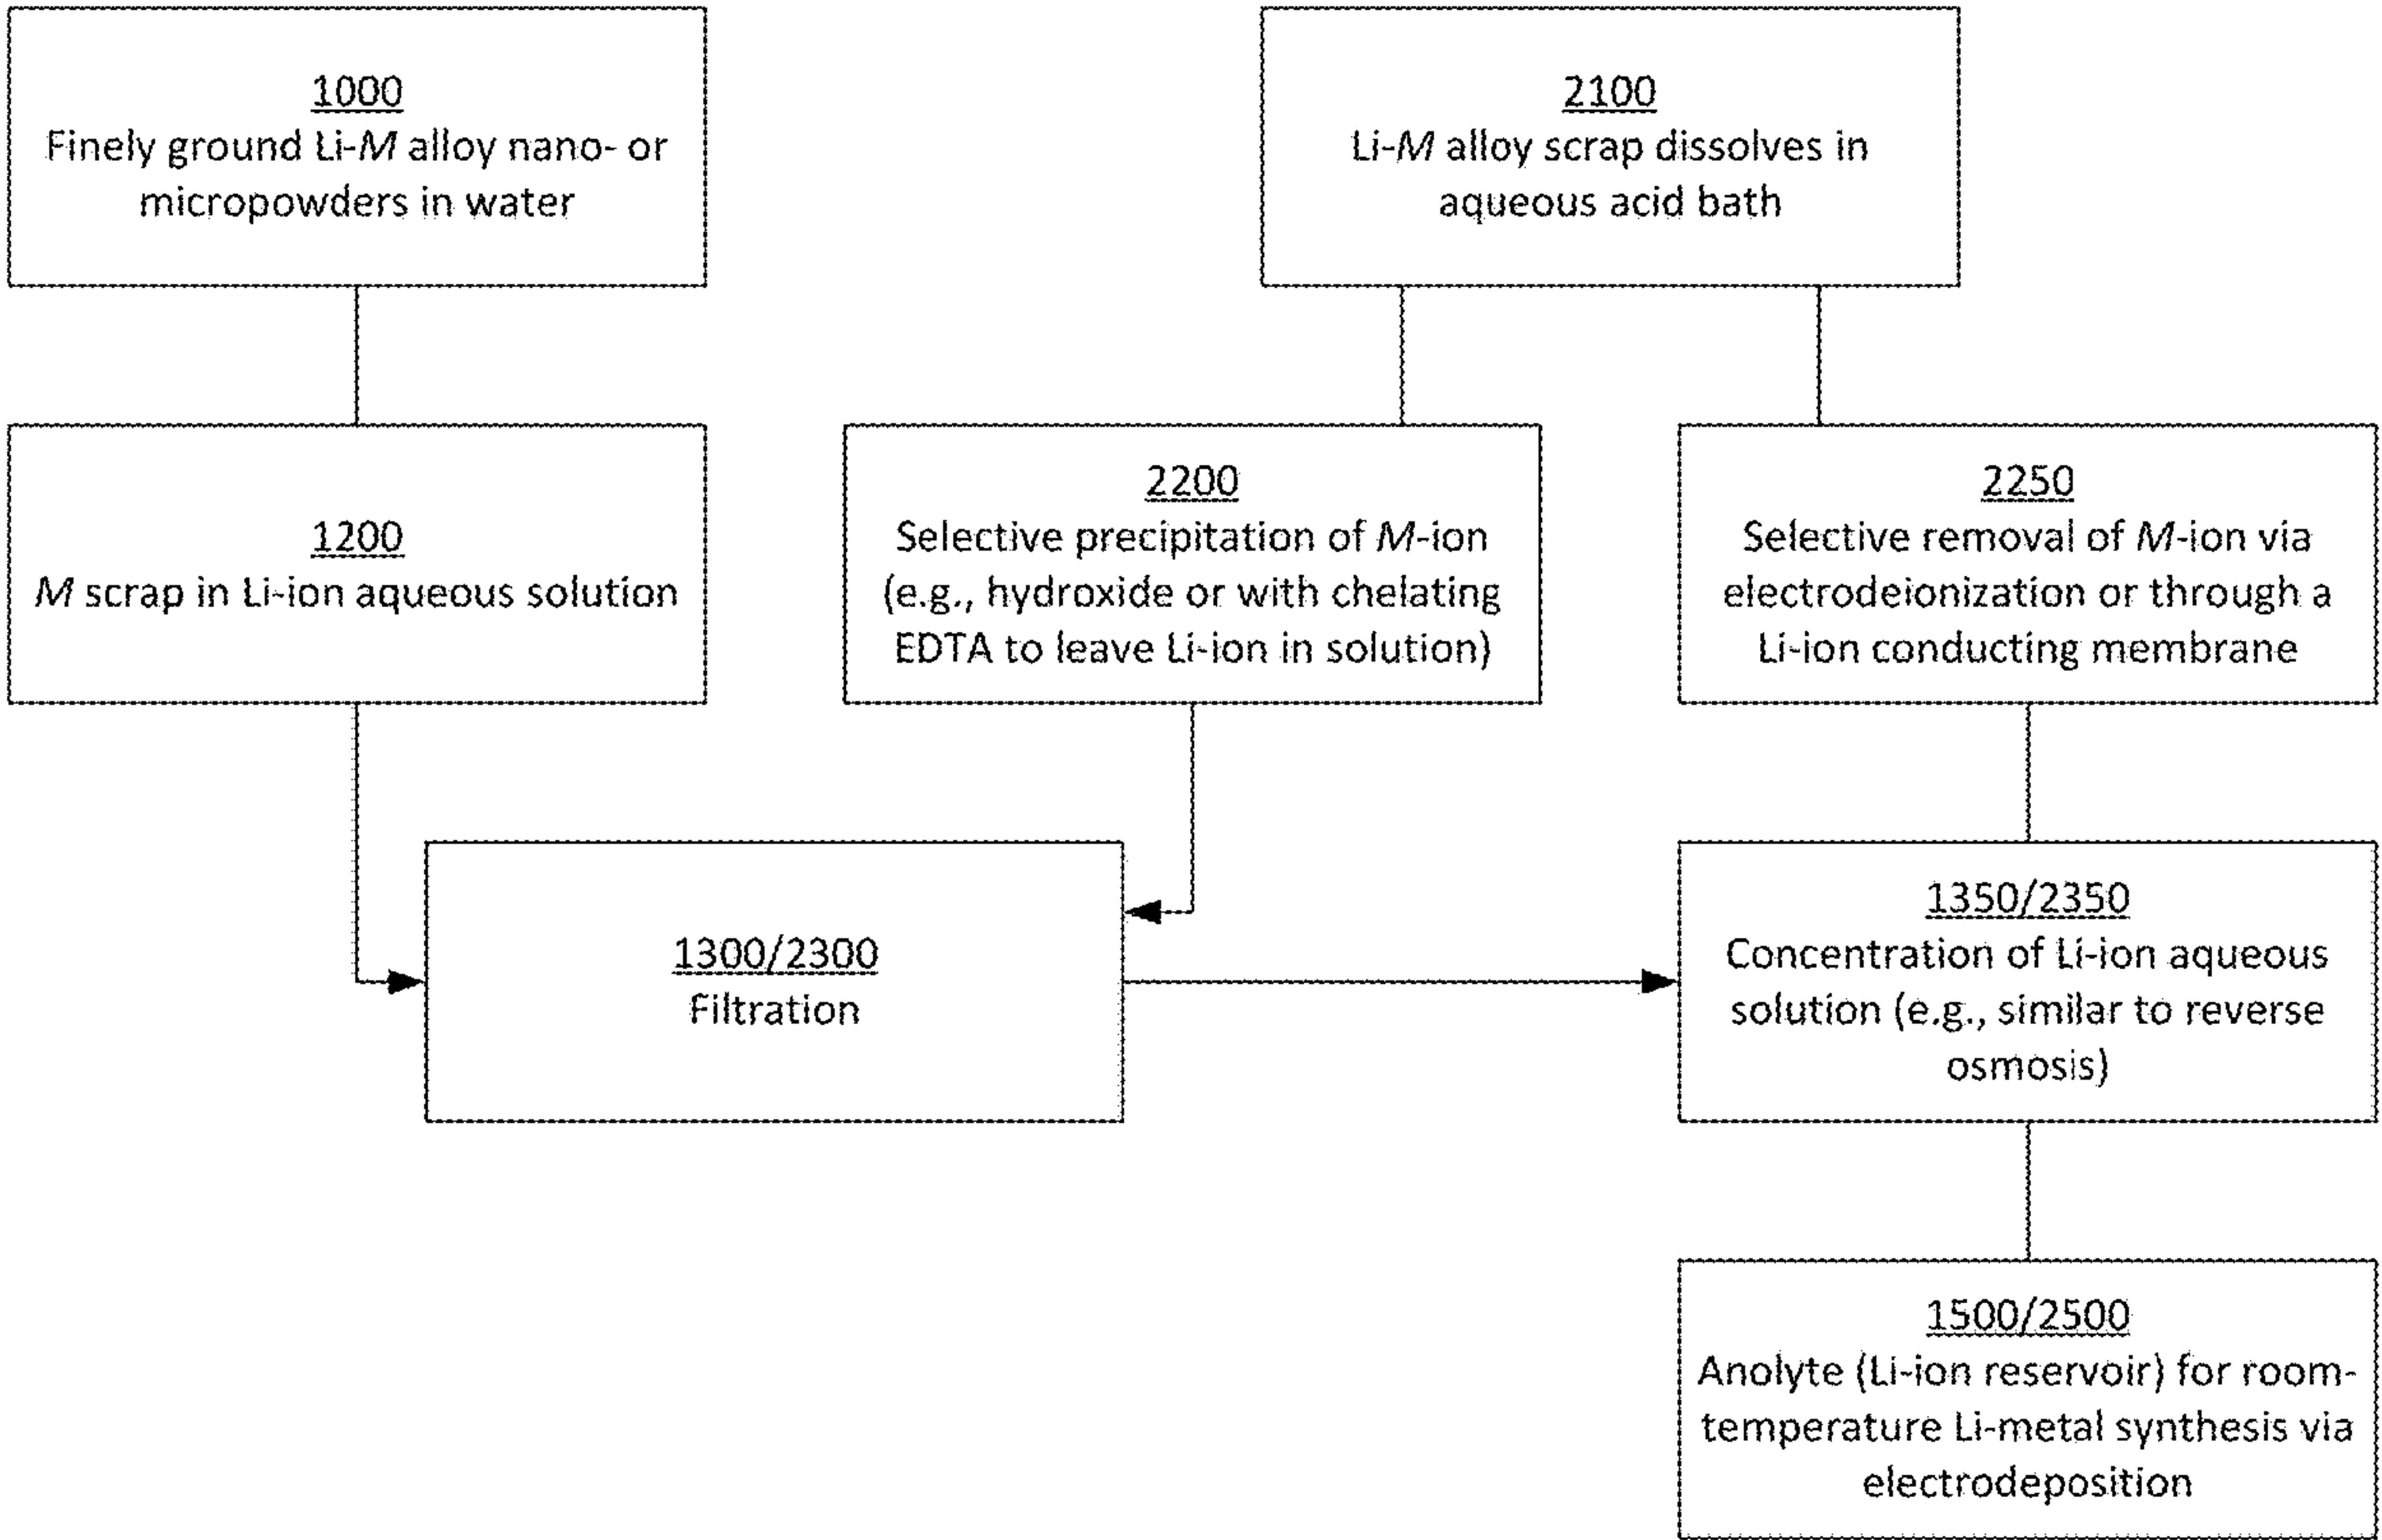 1000
Finely ground Li-M alloy nano- or
micropowders in water
2100
Li-M alloy scrap dissolves in
aqueous acid bath
1200
M scrap in Li-ion aqueous solution
2200
Selective precipitation of M-ion
(e.g., hydroxide or with chelating
EDTA to leave Li-ion in solution)
2250
Selective removal of M-ion via
electrodeionization or through a
Li-ion conducting membrane
1300/2300
Filtration
1350/2350
Concentration of Li-ion aqueous
solution (e.g., similar to reverse
osmosis)
1500/2500
Anolyte (Li-ion reservoir) for room-
temperature Li-metal synthesis via
electrodeposition